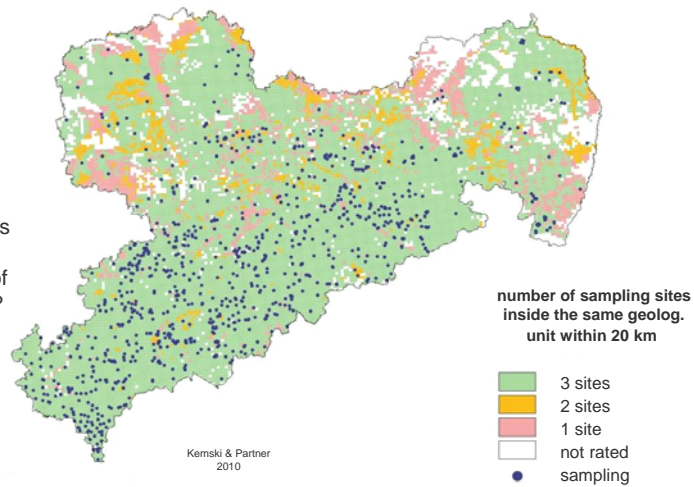 s
of
?
number of sampling sites
inside the same geolog.
unit within 20 km
3 sites
2 sites
1 site
not rated
sampling
Kemski & Partner
2010